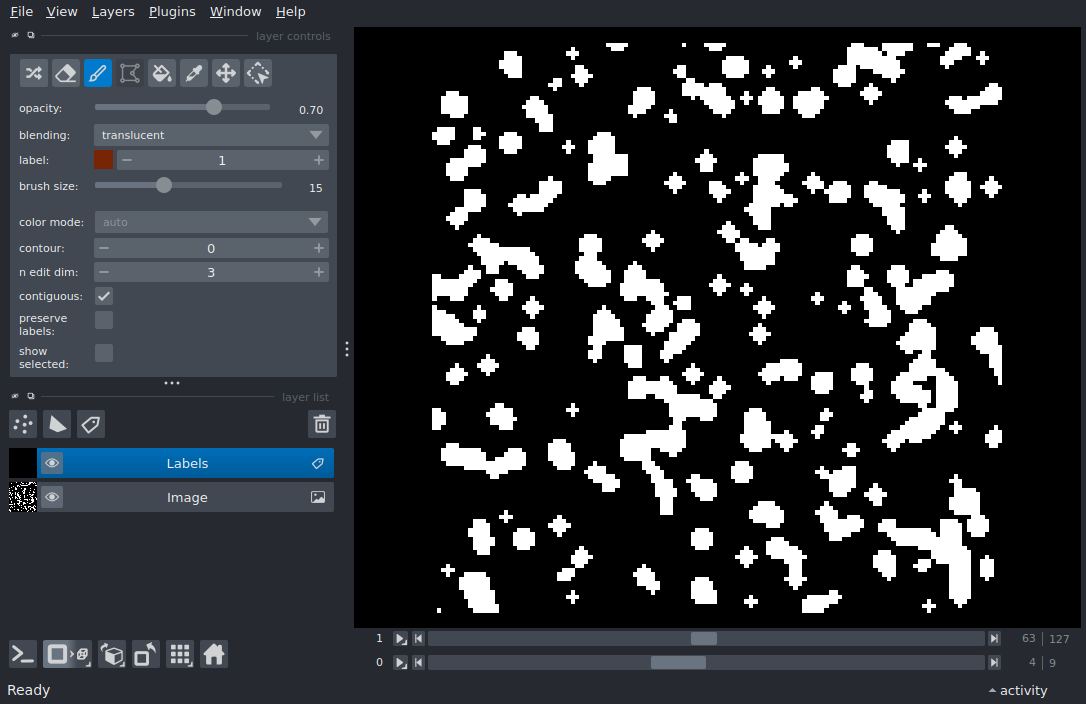 File View Layers Plugins Window Help
layer controls
opacity: 0.70
blending: translucent
label: 1
brush size: 15
color mode: auto
contour: 0
n edit dim: 3
contiguous:
preserve
labels:
show
selected:
layer list
Labels
Image
1 63 127
0 4 9
Ready activity